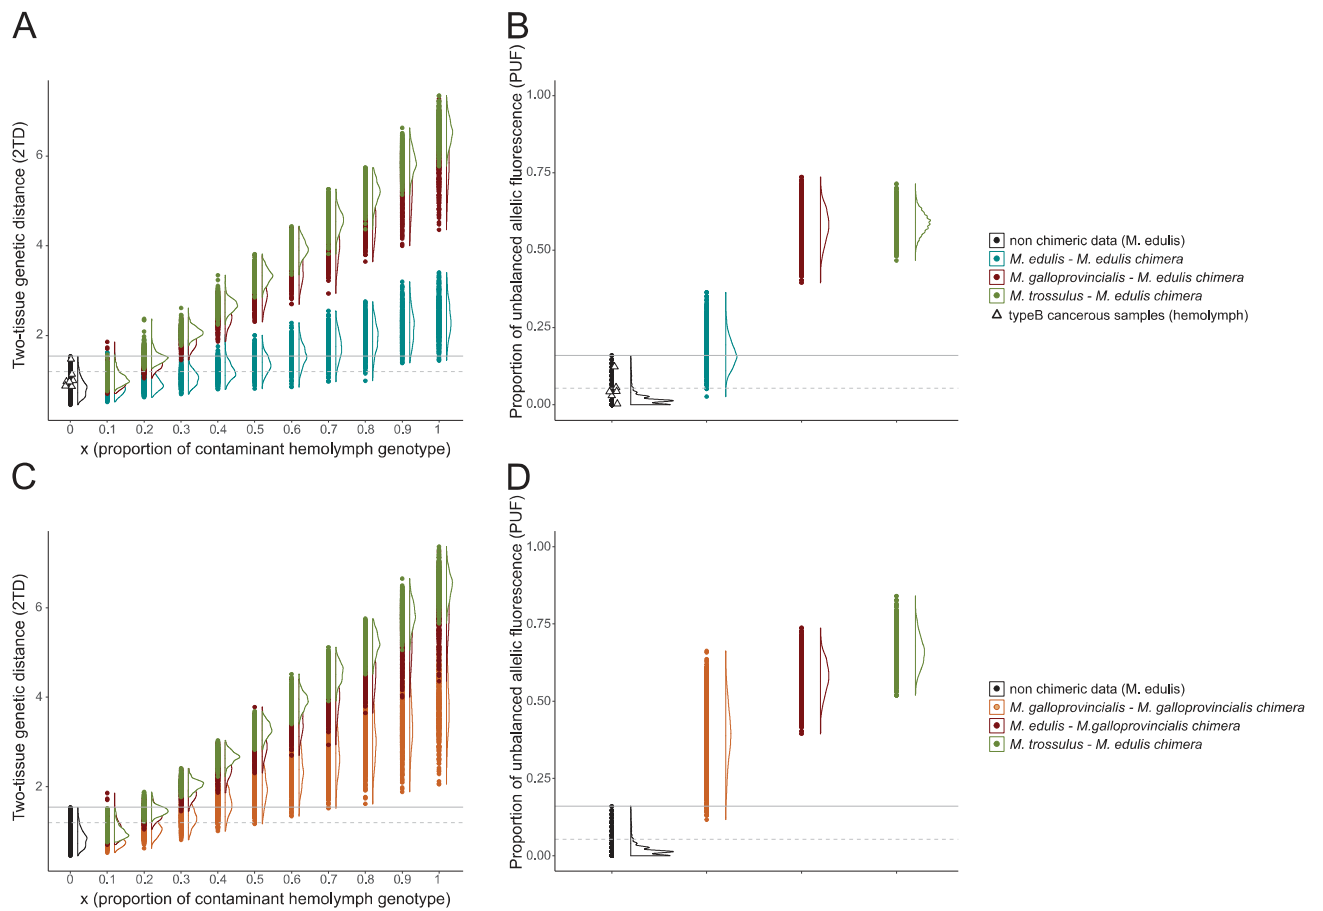 A
Two-tissue genetic distance (2TD)
6
4
2
0 0.1 0.2 0.3 0.4 0.5 0.6 0.7 0.8 0.9 1
x (proportion of contaminant hemolymph genotype)
B
Proportion of unbalanced allelic fluorescence (PUF)
1.00
0.75
0.50
0.25
0.00
non chimeric data (M. edulis)
M. edulis - M. edulis chimera
M. galloprovincialis - M. edulis chimera
M. trossulus - M. edulis chimera
typeB cancerous samples (hemolymph)
C
Two-tissue genetic distance (2TD)
6
4
2
0 0.1 0.2 0.3 0.4 0.5 0.6 0.7 0.8 0.9 1
x (proportion of contaminant hemolymph genotype)
D
Proportion of unbalanced allelic fluorescence (PUF)
1.00
0.75
0.50
0.25
0.00
non chimeric data (M. edulis)
M. galloprovincialis - M. galloprovincialis chimera
M. edulis - M.galloprovincialis chimera
M. trossulus - M. edulis chimera